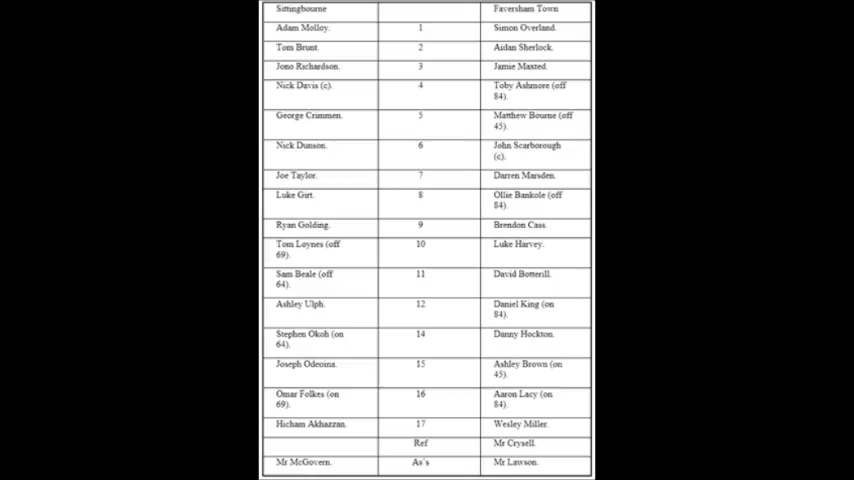 Sittingbourne Faversham Town
Adam Molloy. 1 Simon Overland.
Tom Brunt. 2 Aidan Sherlock.
Jono Richardson. 3 Jamie Maxted.
Nick Davis (c). 4 Toby Ashmore (off
84).
George Crimmen. 5 Matthew Bourne (off
45).
Nick Dunson. 6 John Scarborough
(c).
Joe Taylor. 7 Darren Marsden.
Luke Girt. 8 Ollie Bankole (off
84).
Ryan Golding. 9 Brendon Cass.
Tom Loynes (off 10 Luke Harvey.
69).
Sam Beale (off 11 David Botterill.
64).
Ashley Ulph. 12 Daniel King (on
84).
Stephen Okoh (on 14 Danny Hockton.
64).
Joseph Odeoina. 15 Ashley Brown (on
45).
Omar Folkes (on 16 Aaron Lacy (on
69). 84).
Hicham Akhazzan. 17 Wesley Miller.
Ref Mr Crysell.
Mr McGovern. As's Mr Lawson.